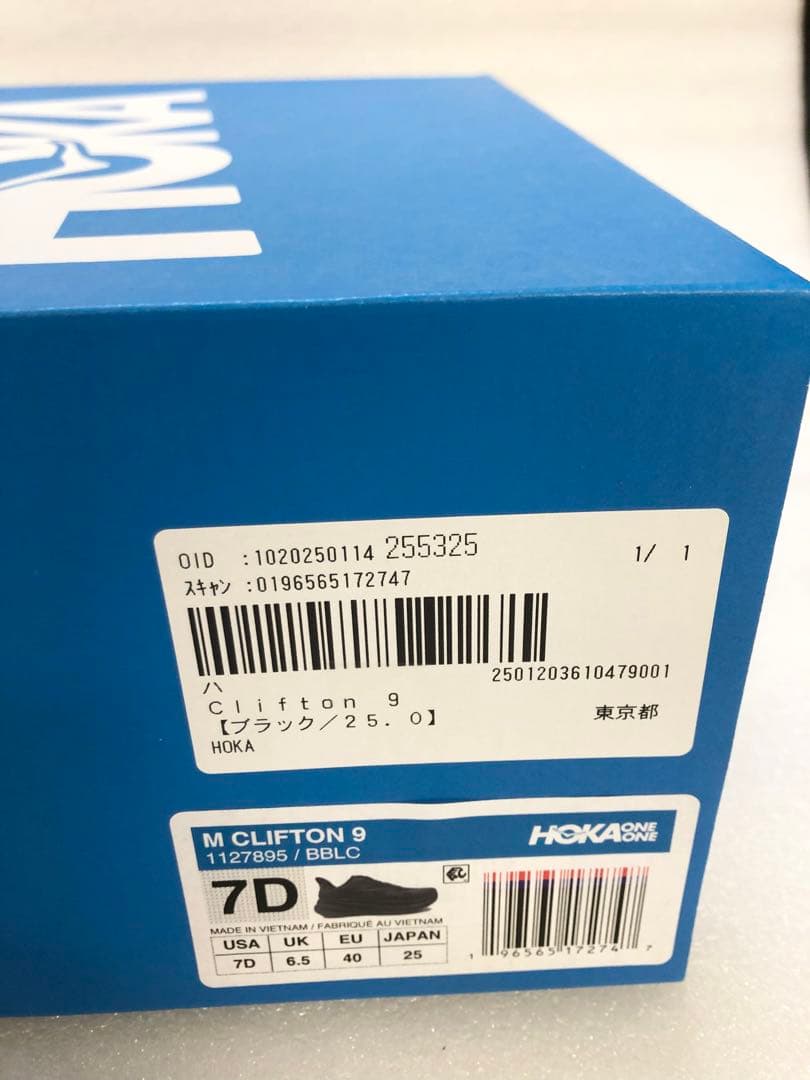 HOKA
OID :1020250114 255325 1/ 1
スキャン :0196565172747
2501203610479001
ハ
Ｃｌｉｆｔｏｎ　９
【ブラック／２５．０】
東京都
HOKA
M CLIFTON 9
HOKA ONE ONE
1127895 / BBLC
7D
MADE IN VIETNAM / FABRIQUÉ AU VIETNAM
USA UK EU JAPAN
7D 6.5 40 25
1 96565 17274 7